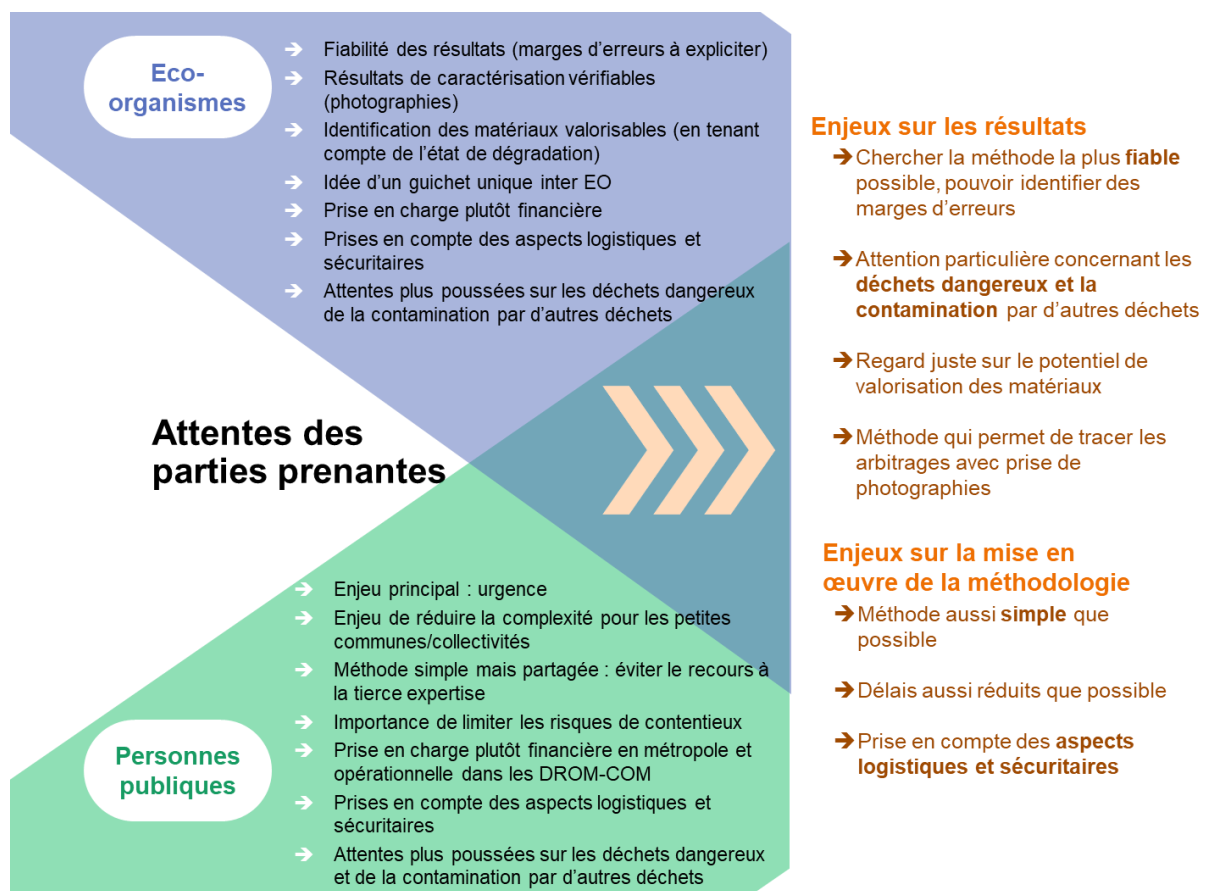 Eco-
organismes
➔ Fiabilité des résultats (marges d’erreurs à expliciter)
➔ Résultats de caractérisation vérifiables
(photographies)
➔ Identification des matériaux valorisables (en tenant
compte de l’état de dégradation)
➔ Idée d’un guichet unique inter EO
➔ Prise en charge plutôt financière
➔ Prises en compte des aspects logistiques et
sécuritaires
➔ Attentes plus poussées sur les déchets dangereux
de la contamination par d’autres déchets
Attentes des
parties prenantes
➔ Enjeu principal : urgence
➔ Enjeu de réduire la complexité pour les petites
communes/collectivités
➔ Méthode simple mais partagée : éviter le recours à
la tierce expertise
➔ Importance de limiter les risques de contentieux
➔ Prise en charge plutôt financière en métropole et
opérationnelle dans les DROM-COM
➔ Prises en compte des aspects logistiques et
sécuritaires
➔ Attentes plus poussées sur les déchets dangereux
et de la contamination par d’autres déchets
Personnes
publiques
Enjeux sur les résultats
➔ Chercher la méthode la plus fiable
possible, pouvoir identifier des
marges d’erreurs
➔ Attention particulière concernant les
déchets dangereux et la
contamination par d’autres déchets
➔ Regard juste sur le potentiel de
valorisation des matériaux
➔ Méthode qui permet de tracer les
arbitrages avec prise de
photographies
Enjeux sur la mise en
œuvre de la méthodologie
➔ Méthode aussi simple que
possible
➔ Délais aussi réduits que possible
➔ Prise en compte des aspects
logistiques et sécuritaires